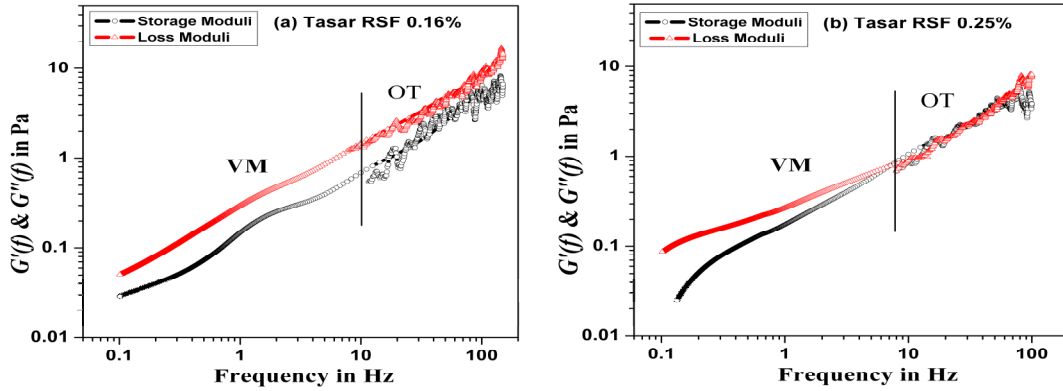 (a) Tasar RSF 0.16%
Storage Moduli
Loss Moduli
10
1
0.1
0.01
G'(f) & G"(f) in Pa
VM
OT
0.1
1
10
100
Frequency in Hz
(b) Tasar RSF 0.25%
Storage Moduli
Loss Moduli
10
1
0.1
0.01
G'(f) & G"(f) in Pa
VM
OT
0.1
1
10
100
Frequency in Hz